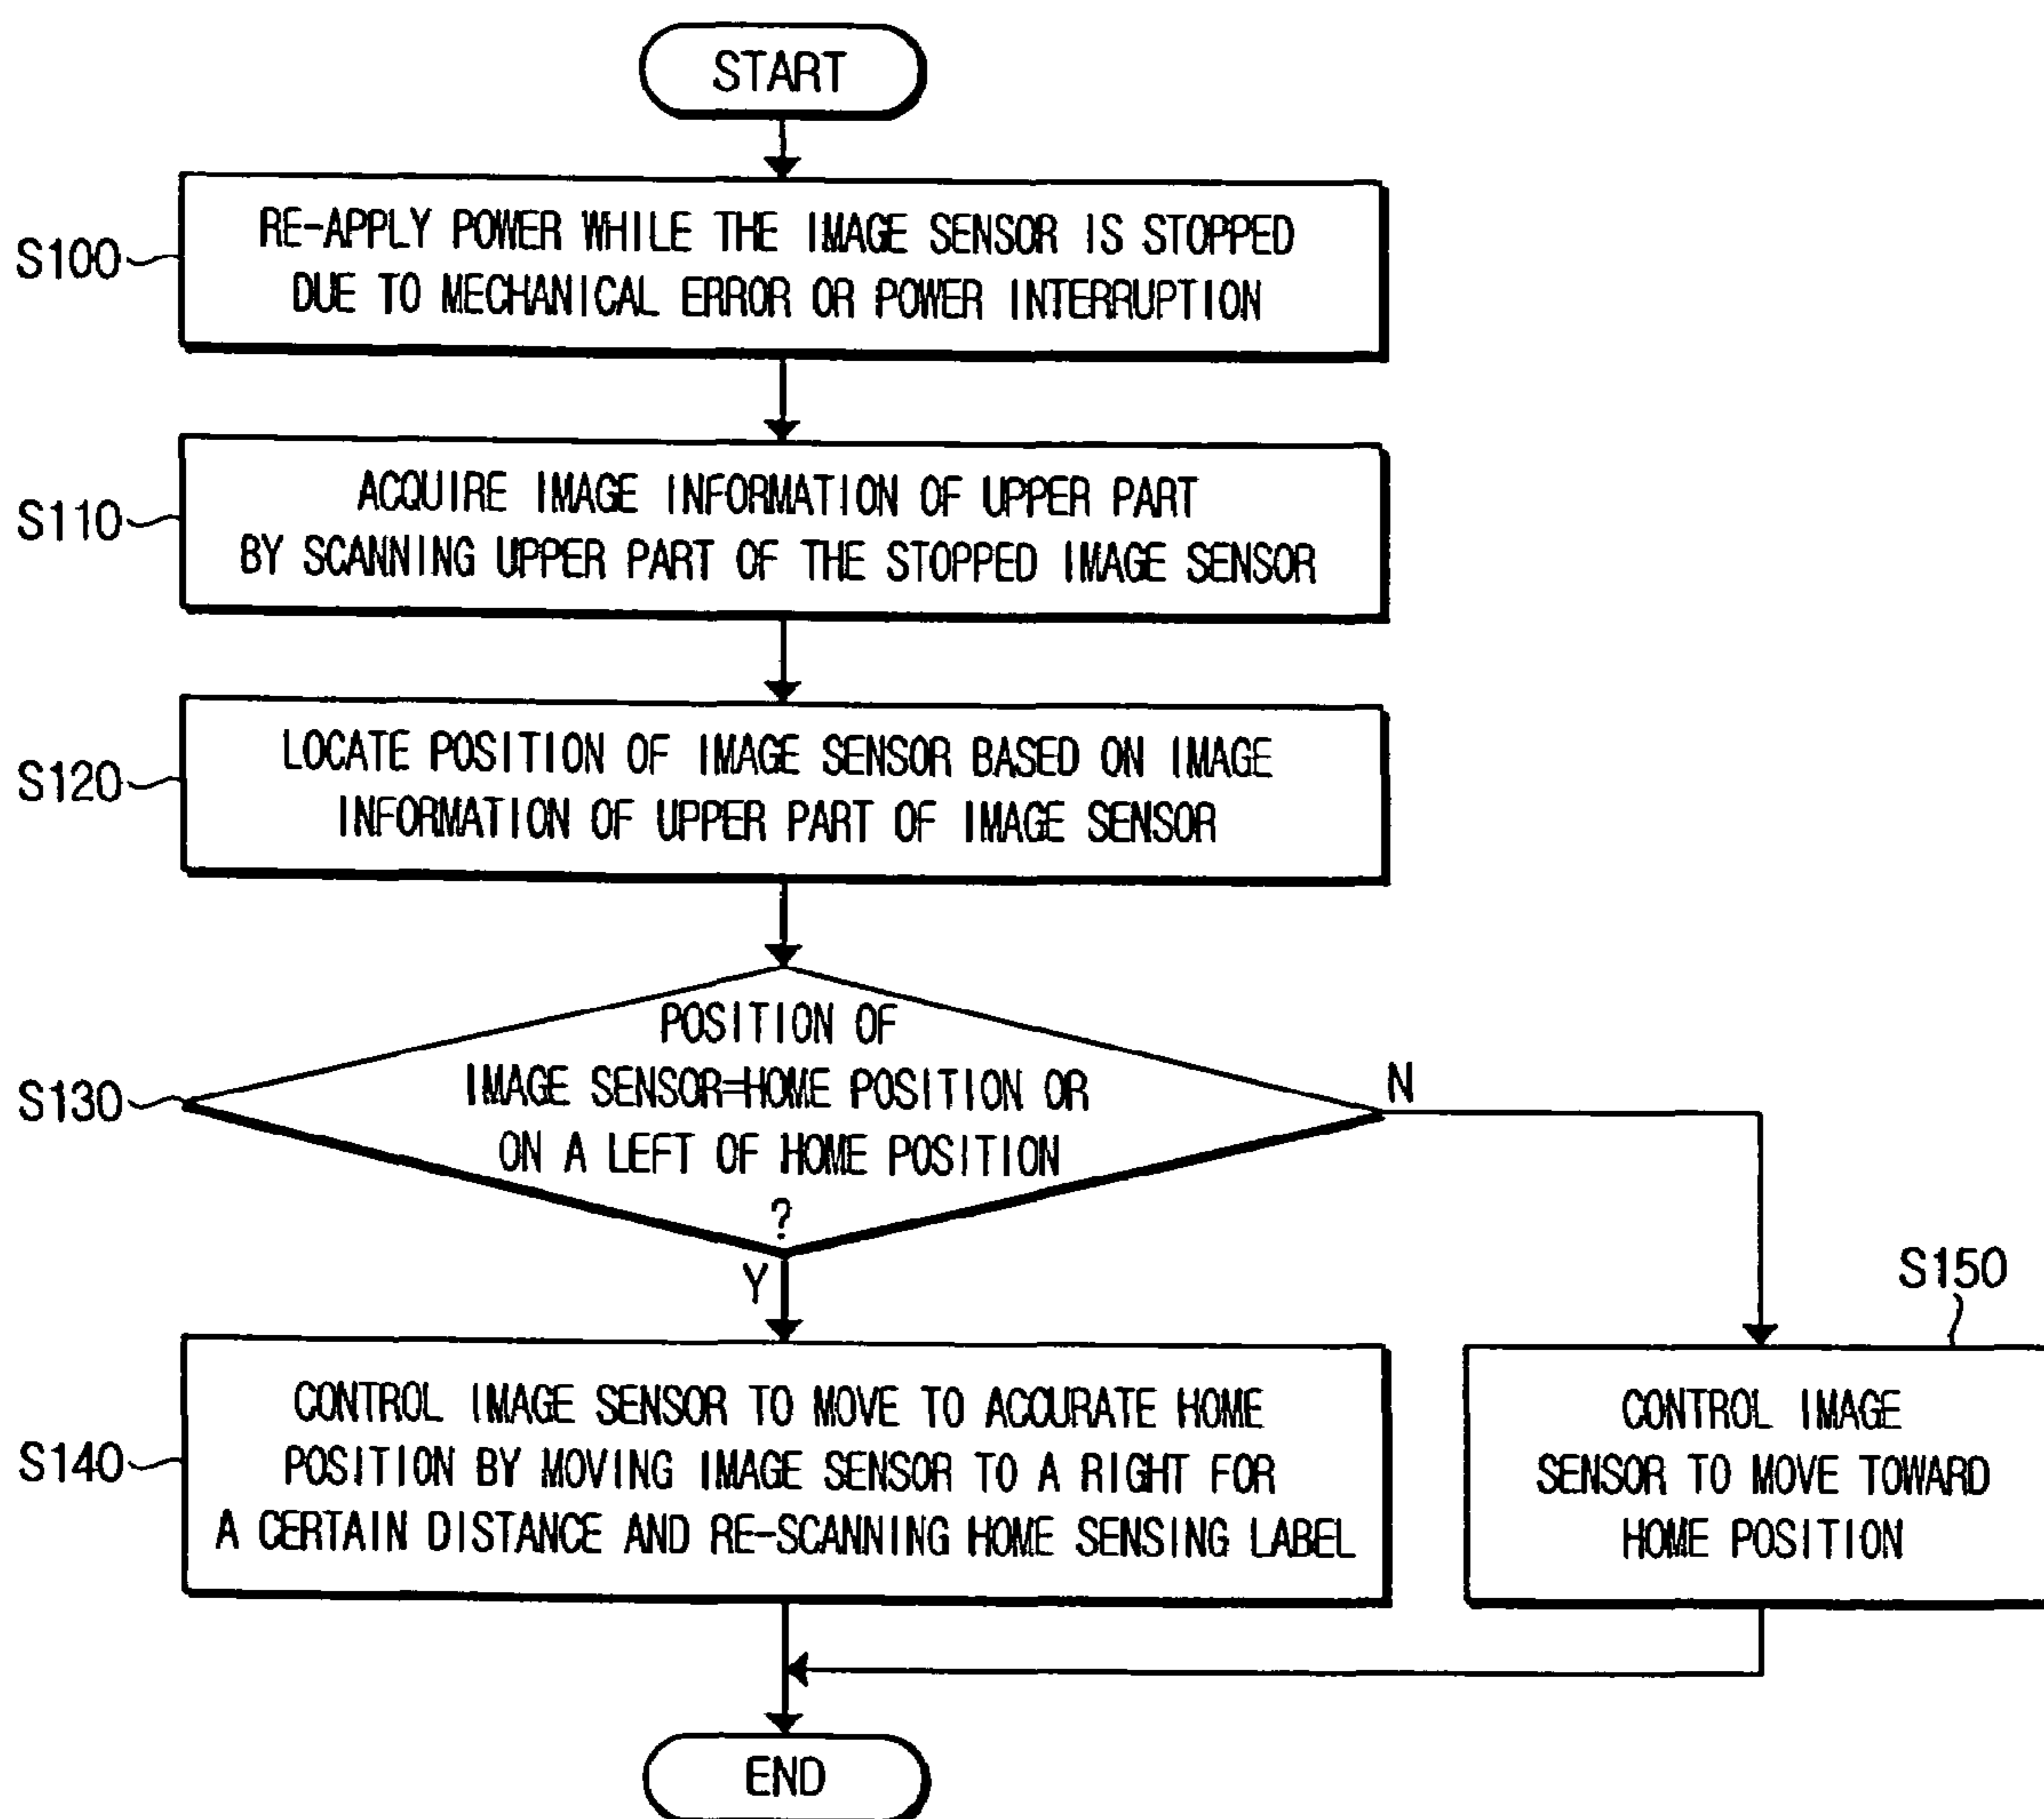 START
S100
RE-APPLY POWER WHILE THE IMAGE SENSOR IS STOPPED
DUE TO MECHANICAL ERROR OR POWER INTERRUPTION
S110
ACQUIRE IMAGE INFORMATION OF UPPER PART
BY SCANNING UPPER PART OF THE STOPPED IMAGE SENSOR
S120
LOCATE POSITION OF IMAGE SENSOR BASED ON IMAGE
INFORMATION OF UPPER PART OF IMAGE SENSOR
S130
POSITION OF
IMAGE SENSOR=HOME POSITION OR
ON A LEFT OF HOME POSITION
?
N
Y
S140
CONTROL IMAGE SENSOR TO MOVE TO ACCURATE HOME
POSITION BY MOVING IMAGE SENSOR TO A RIGHT FOR
A CERTAIN DISTANCE AND RE-SCANNING HOME SENSING LABEL
S150
CONTROL IMAGE
SENSOR TO MOVE TOWARD
HOME POSITION
END